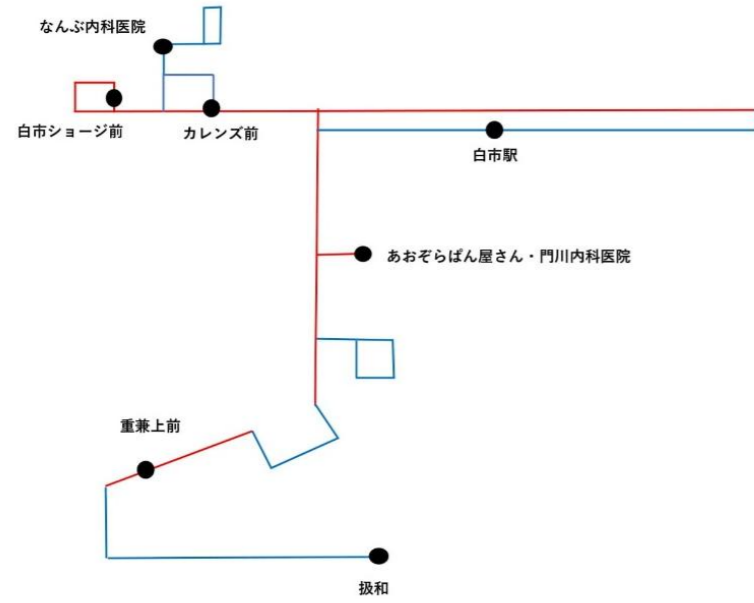 なんぶ内科医院
白市ショージ前
カレンズ前
白市駅
あおぞらぱん屋さん・門川内科医院
重兼上前
扱和